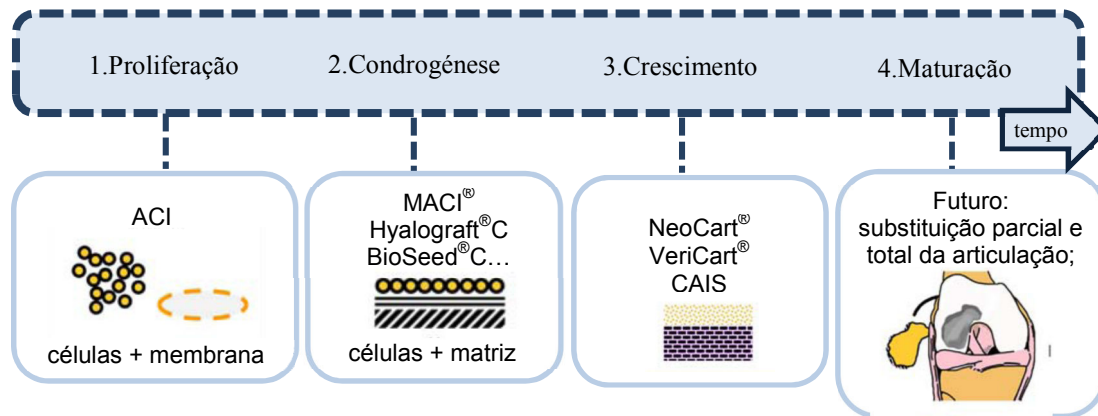 1.Proliferação
2.Condrogénese
3.Crescimento
4.Maturação
tempo
ACI
células + membrana
MACI®
Hyalograft®C
BioSeed®C...
células + matriz
NeoCart®
VeriCart®
CAIS
Futuro:
substituição parcial e
total da articulação;